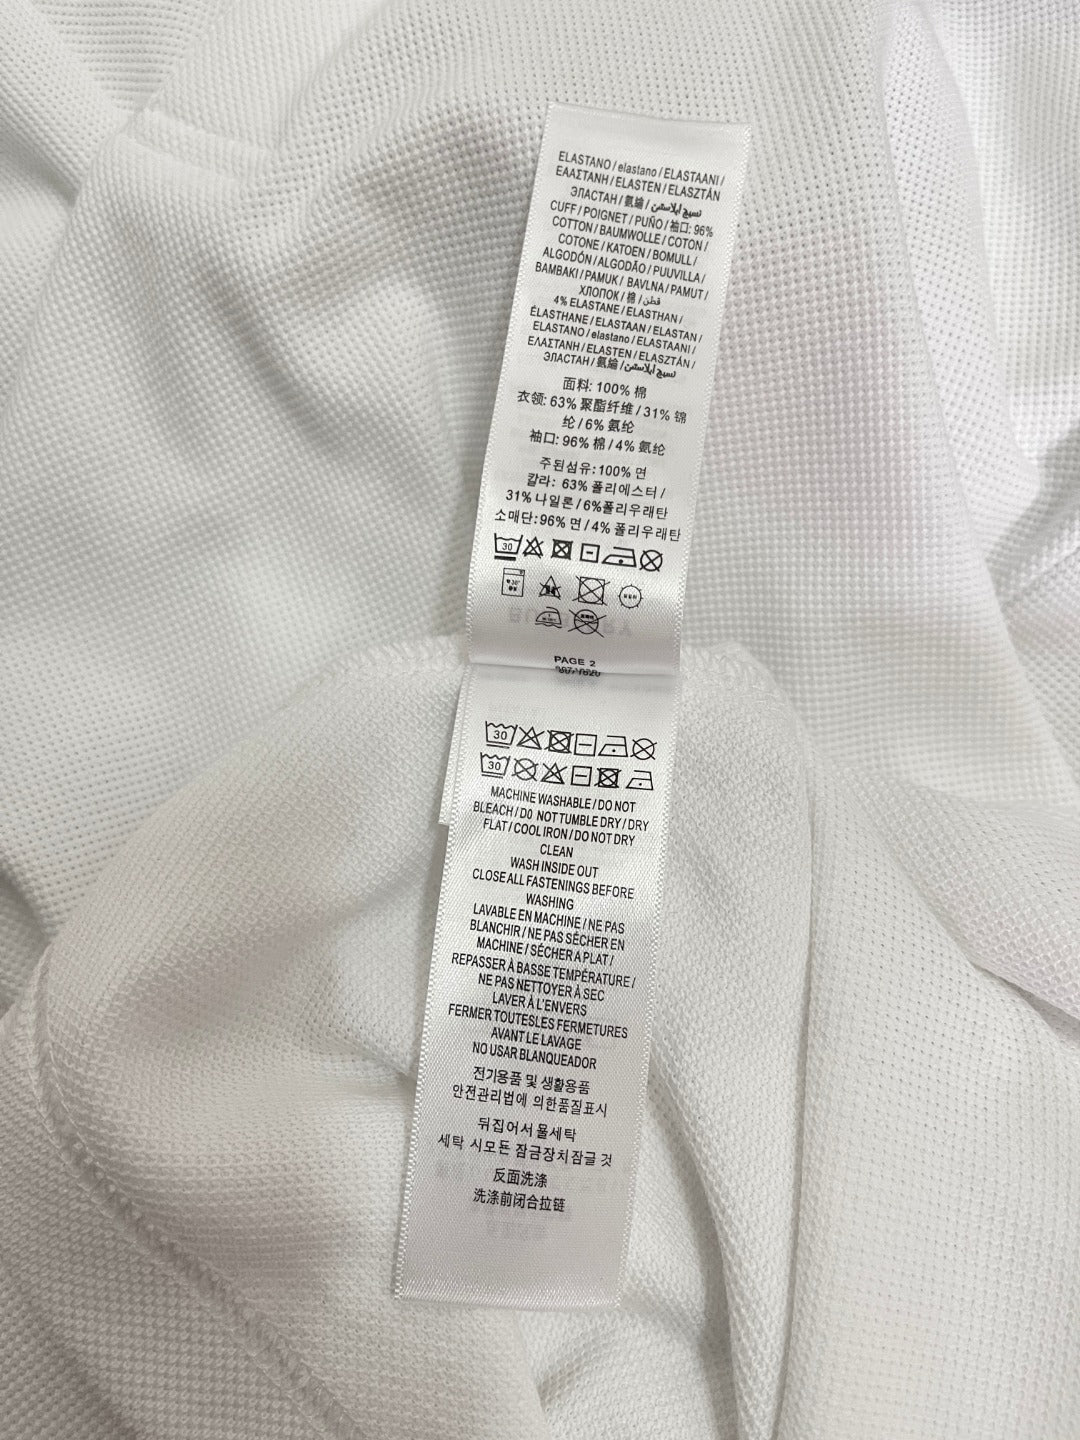 ELASTANO / elastano / ELASTAANI /
ΕΛΑΣΤΑΝΗ / ELASTEN / ELASZTÁN
ЭЛАСТАН / 氨綸 / نسيج ايلاستين
CUFF / POIGNET / PUÑO / 袖口: 96%
COTTON / BAUMWOLLE / COTON /
COTONE / KATOEN / BOMULL /
ALGODÓN / ALGODÃO / PUUVILLA /
BAMBAKI / PAMUK / BAVLNA / PAMUT /
ХЛОПОК / 棉 / قطن
4% ELASTANE / ELASTHAN /
ÉLASTHANE / ELASTAAN / ELASTAN /
ELASTANO / elastano / ELASTAANI /
ΕΛΑΣΤΑΝΗ / ELASTEN / ELASZTÁN /
ЭЛАСТАН / 氨綸 / نسيج ايلاستين
面料: 100% 棉
衣领: 63% 聚酯纤维 / 31% 锦
纶 / 6% 氨纶
袖口: 96% 棉 / 4% 氨纶
주된섬유: 100% 면
칼라: 63% 폴리에스터 /
31% 나일론 / 6%폴리우래탄
소매단: 96% 면 / 4% 폴리우래탄
30
PAGE 2
30
30
MACHINE WASHABLE / DO NOT
BLEACH / DO NOT TUMBLE DRY / DRY
FLAT / COOL IRON / DO NOT DRY
CLEAN
WASH INSIDE OUT
CLOSE ALL FASTENINGS BEFORE
WASHING
LAVABLE EN MACHINE / NE PAS
BLANCHIR / NE PAS SÉCHER EN
MACHINE / SÉCHER A PLAT /
REPASSER À BASSE TEMPÉRATURE /
NE PAS NETTOYER À SEC
LAVER À L'ENVERS
FERMER TOUTESLES FERMETURES
AVANT LE LAVAGE
NO USAR BLANQUEADOR
전기용품 및 생활용품
안전관리법에 의한품질표시
뒤집어서 물세탁
세탁 시모든 잠금장치잠글 것
反面洗涤
洗涤前闭合拉链